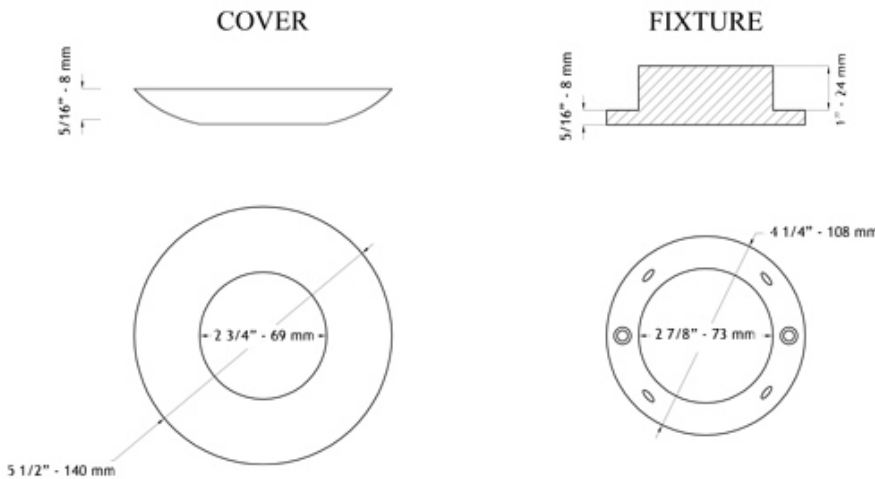 COVER
FIXTURE
5/16” - 8 mm
5/16” - 8 mm
1” - 24 mm
4 1/4” - 108 mm
2 3/4” - 69 mm
2 7/8” - 73 mm
5 1/2” - 140 mm